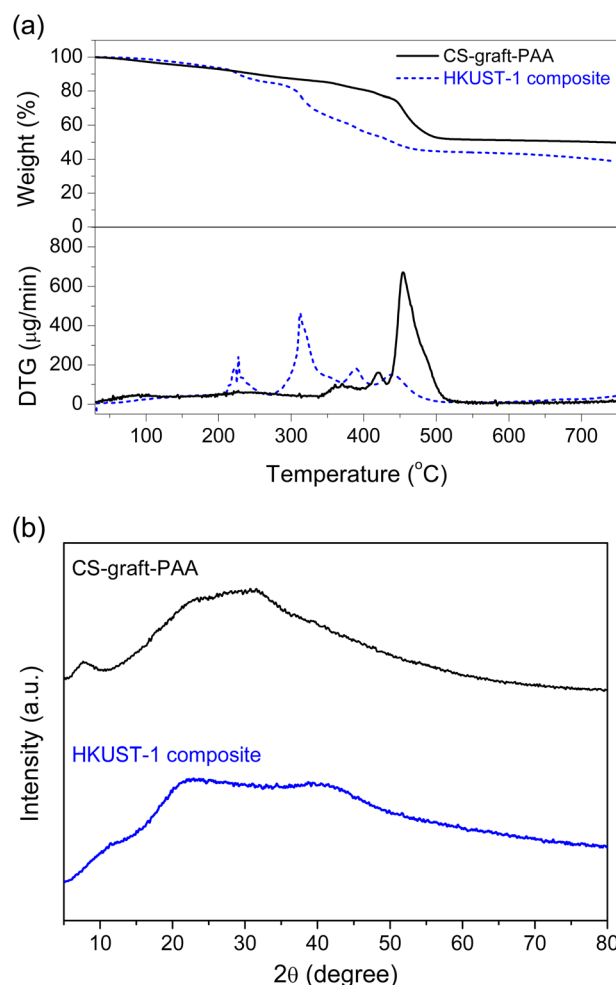 (a)
100
80
60
40
20
0
Weight (%)
CS-graft-PAA
HKUST-1 composite
800
600
400
200
0
DTG (μg/min)
100 200 300 400 500 600 700
Temperature (°C)
(b)
CS-graft-PAA
HKUST-1 composite
Intensity (a.u.)
10 20 30 40 50 60 70 80
2θ (degree)